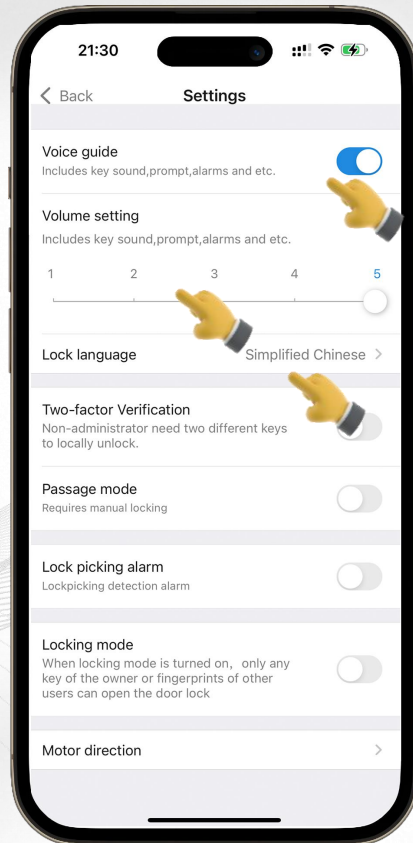 21:30
Back Settings
Voice guide
Includes key sound,prompt,alarms and etc.
Volume setting
Includes key sound,prompt,alarms and etc.
1 2 3 4 5
Lock language Simplified Chinese
Two-factor Verification
Non-administrator need two different keys
to locally unlock.
Passage mode
Requires manual locking
Lock picking alarm
Lockpicking detection alarm
Locking mode
When locking mode is turned on, only any
key of the owner or fingerprints of other
users can open the door lock
Motor direction